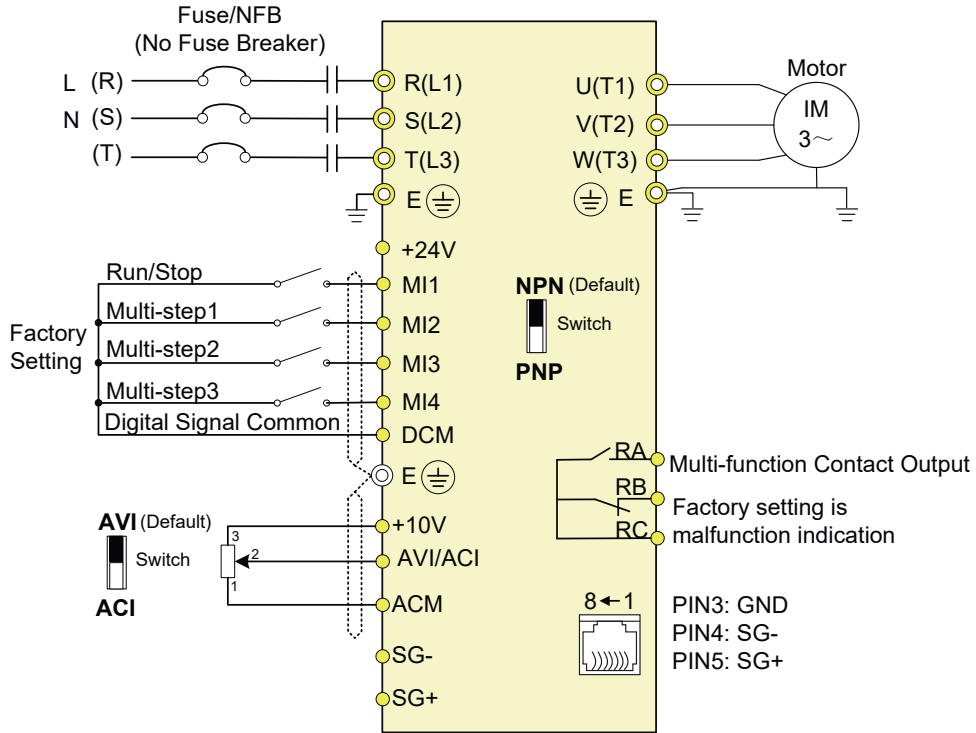 Fuse/NFB
(No Fuse Breaker)
L (R)
N (S)
(T)
R(L1)
S(L2)
T(L3)
E
U(T1)
V(T2)
W(T3)
E
Motor
IM
3～
+24V
Factory
Setting
Run/Stop
MI1
Multi-step1
MI2
Multi-step2
MI3
Multi-step3
MI4
Digital Signal Common
DCM
E
NPN (Default)
Switch
PNP
RA
Multi-function Contact Output
RB
RC
Factory setting is
malfunction indication
AVI (Default)
Switch
ACI
3
2
1
+10V
AVI/ACI
ACM
SG-
SG+
8←1
PIN3: GND
PIN4: SG-
PIN5: SG+